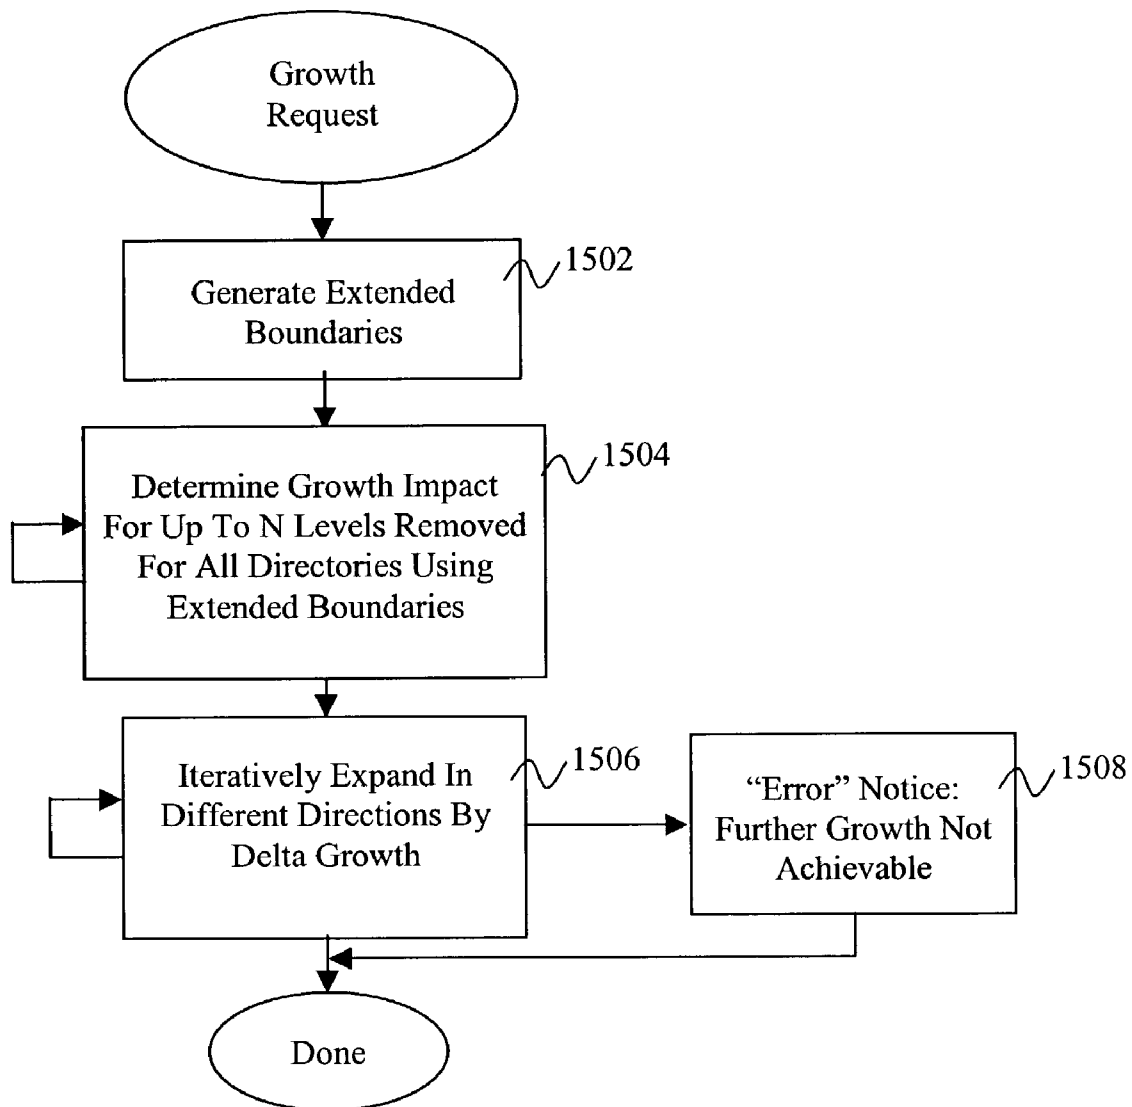 Growth
Request
1502
Generate Extended
Boundaries
1504
Determine Growth Impact
For Up To N Levels Removed
For All Directories Using
Extended Boundaries
1506
Iteratively Expand In
Different Directions By
Delta Growth
1508
“Error” Notice:
Further Growth Not
Achievable
Done